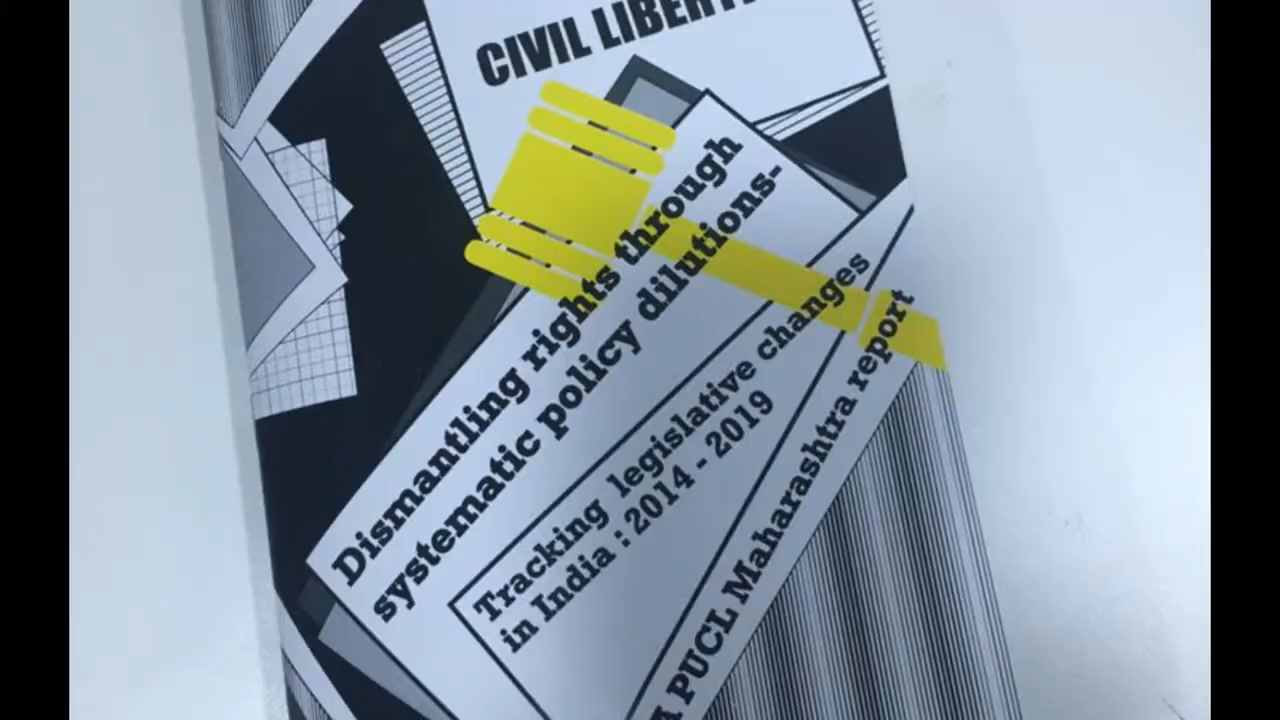 CIVIL
Dismantling rights through
systematic policy dilutions-
Tracking legislative changes
in India : 2014 - 2019
A PUCL Maharashtra report